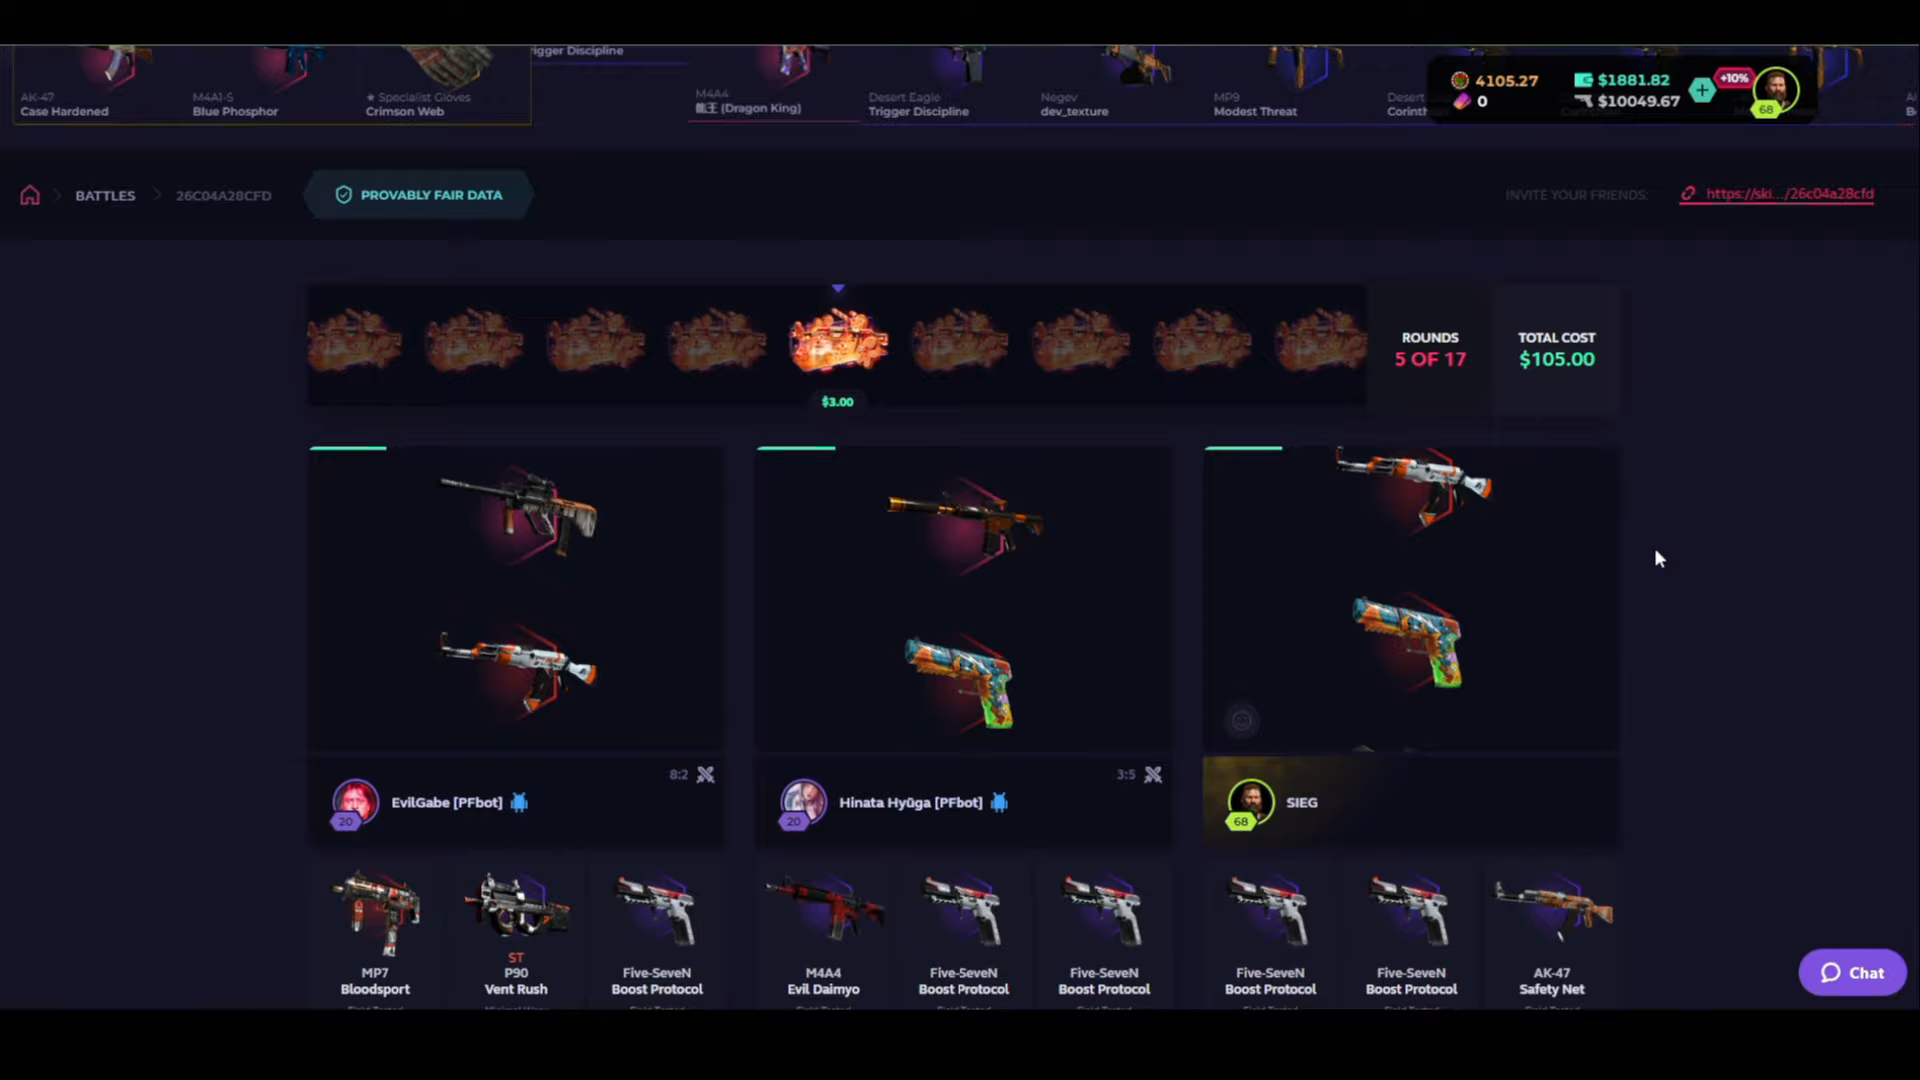 rigger Discipline
AK-47
Case Hardened
M4A1-S
Blue Phosphor
★ Specialist Gloves
Crimson Web
M4A4
龍王 (Dragon King)
Desert Eagle
Trigger Discipline
Negev
dev_texture
MP9
Modest Threat
Desert
Corinth
4105.27
0
$1881.82
$10049.67
+10%
68
BATTLES
26C04A28CFD
PROVABLY FAIR DATA
INVITE YOUR FRIENDS:
https://ski.../26c04a28cfd
ROUNDS
5 OF 17
TOTAL COST
$105.00
$3.00
8:2
EvilGabe [PFbot]
20
3:5
Hinata Hyūga [PFbot]
20
SIEG
68
MP7
Bloodsport
ST
P90
Vent Rush
Five-SeveN
Boost Protocol
M4A4
Evil Daimyo
Five-SeveN
Boost Protocol
Five-SeveN
Boost Protocol
Five-SeveN
Boost Protocol
Five-SeveN
Boost Protocol
AK-47
Safety Net
Chat